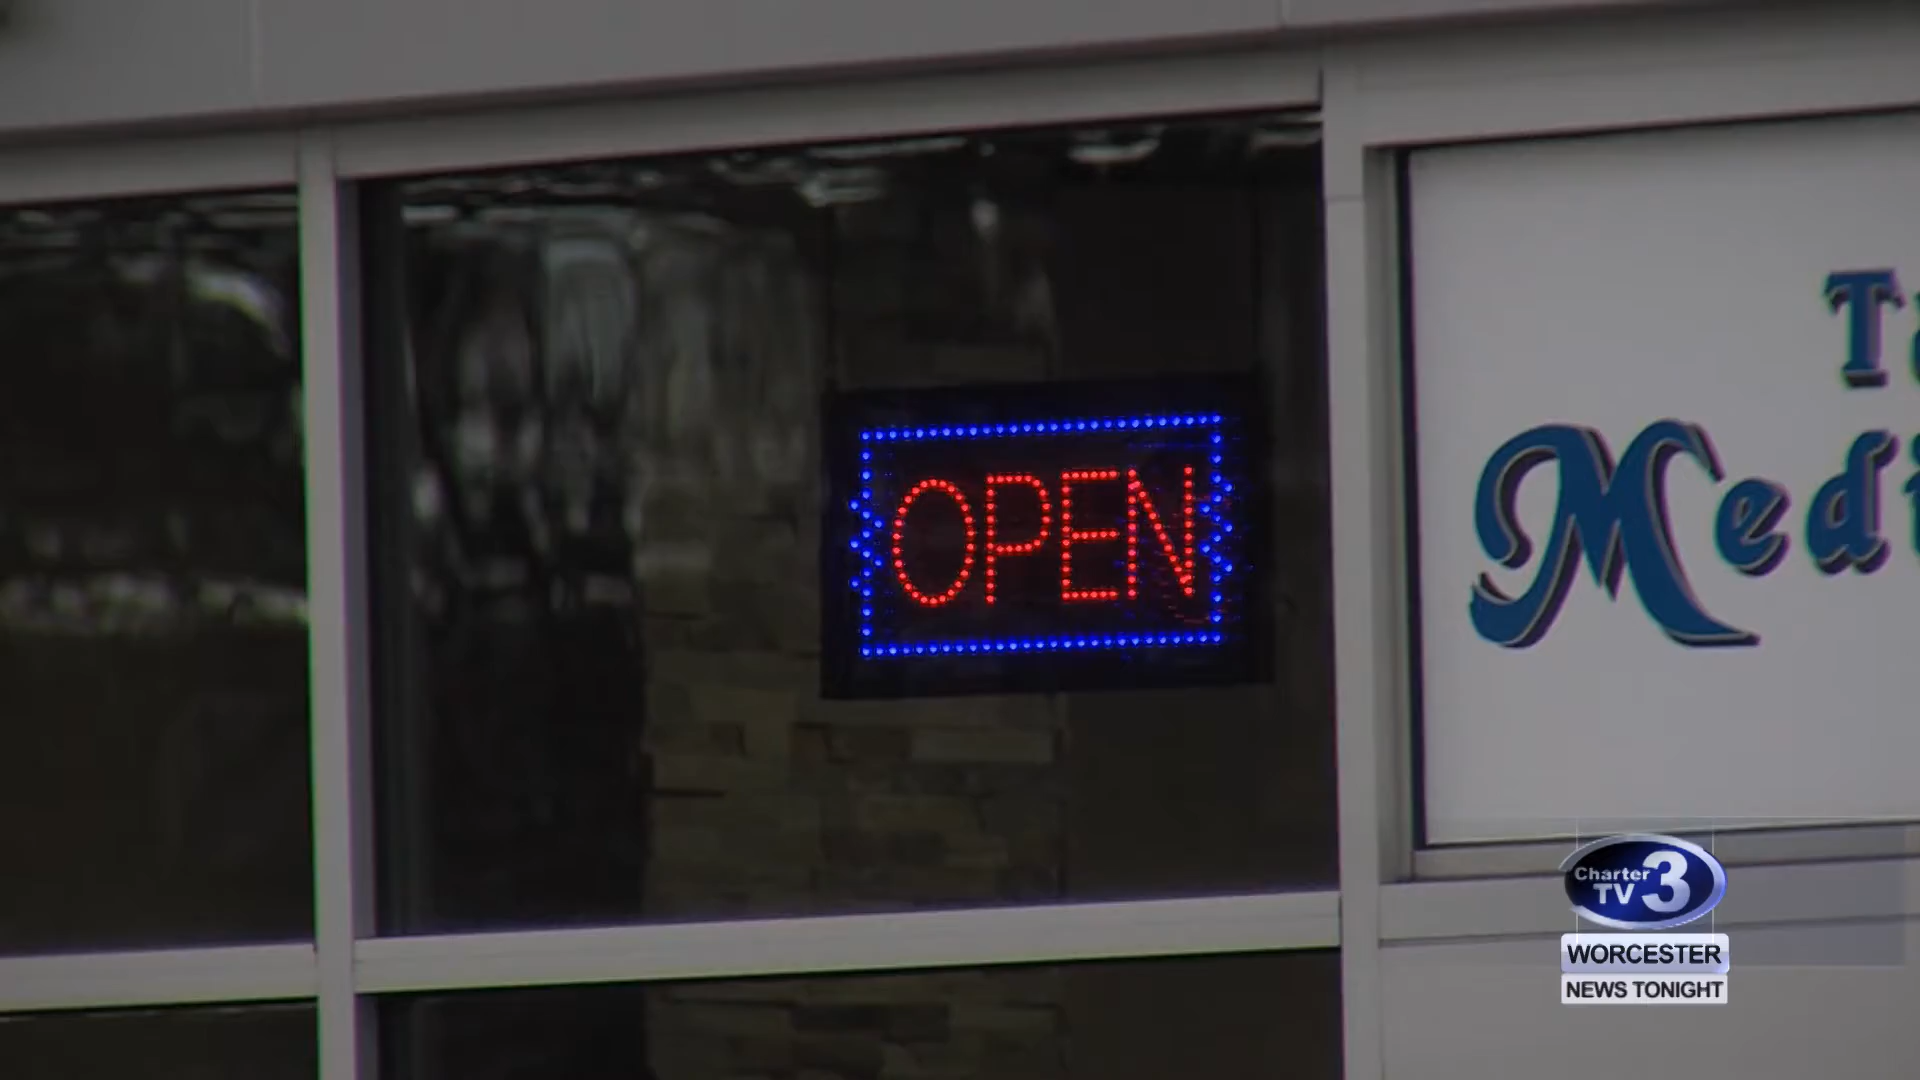 OPEN
Charter
TV 3
WORCESTER
NEWS TONIGHT